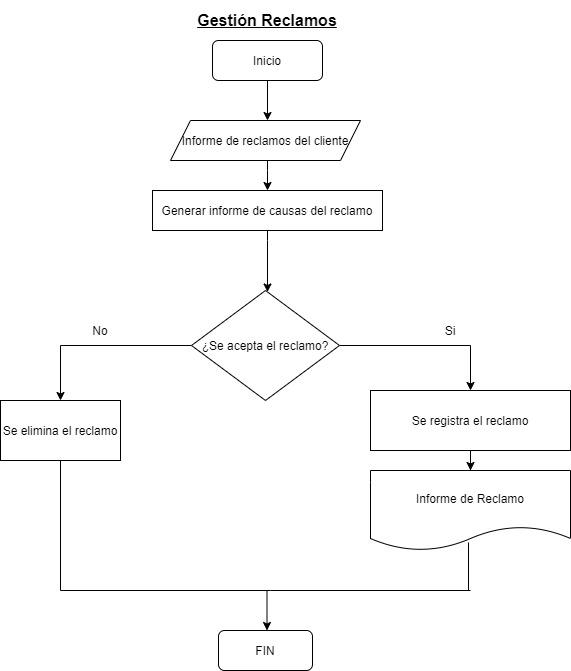 Gestión Reclamos
Inicio
Informe de reclamos del cliente
Generar informe de causas del reclamo
¿Se acepta el reclamo?
No
Si
Se elimina el reclamo
Se registra el reclamo
Informe de Reclamo
FIN